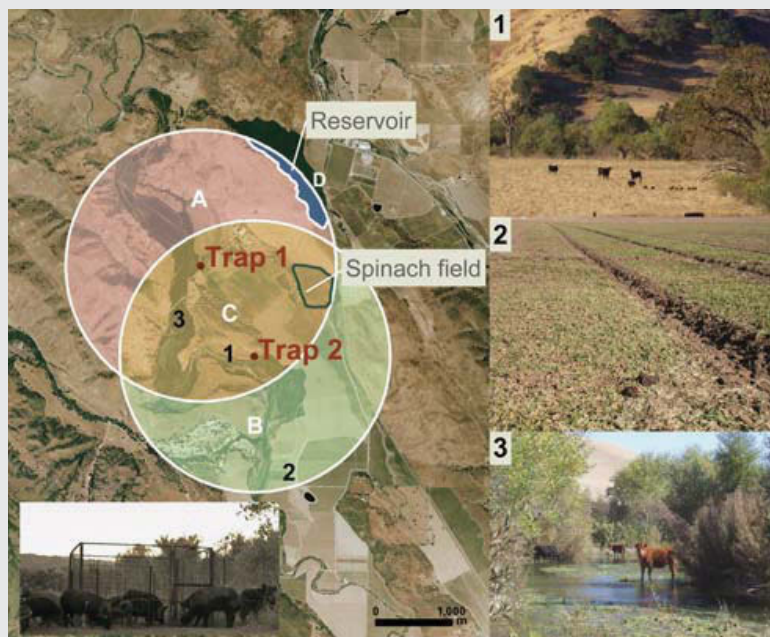 Reservoir
D
A
Trap 1
Spinach field
C
3
1
Trap 2
B
2
0 1,000
m
1
2
3